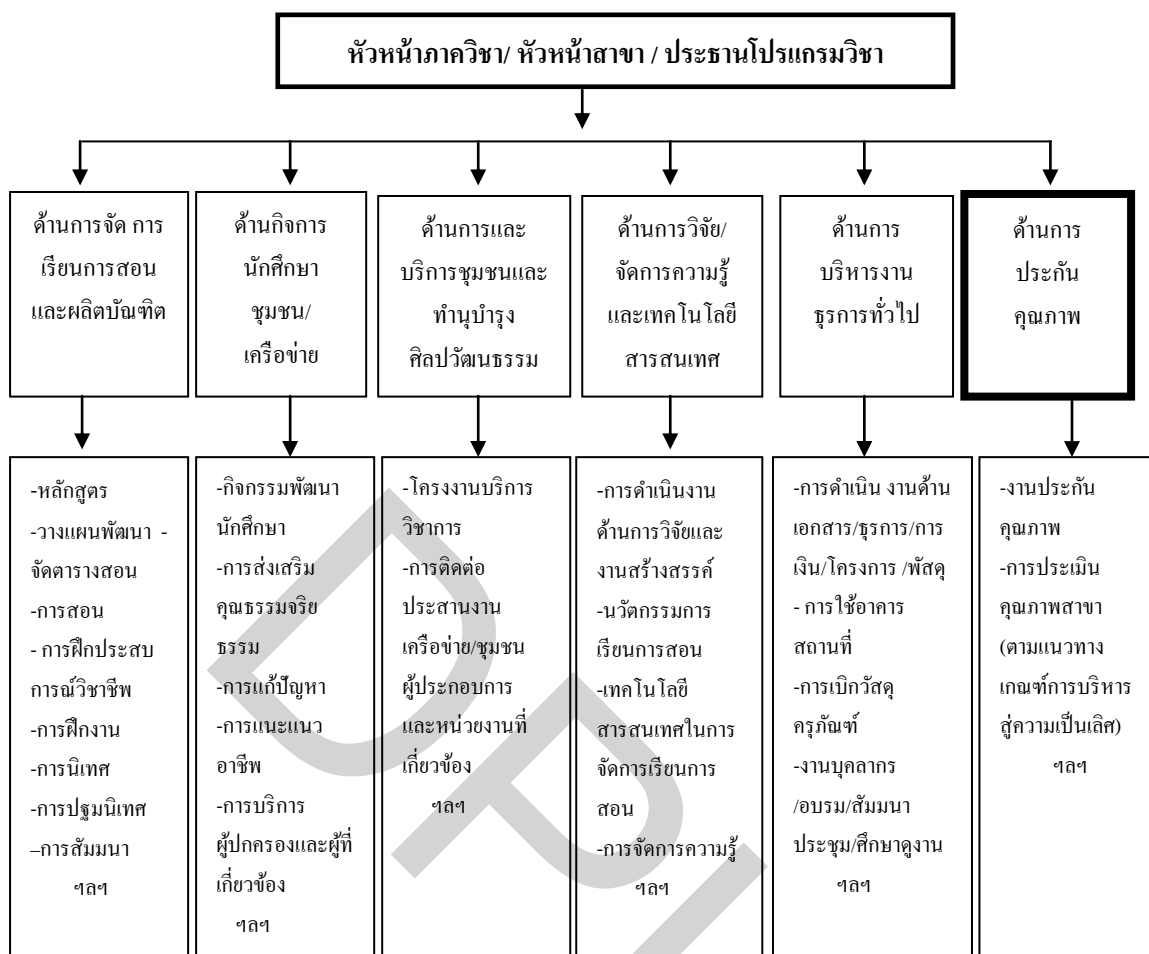 หัวหน้าภาควิชา/ หัวหน้าสาขา / ประธานโปรแกรมวิชา
ด้านการจัด การ
เรียนการสอน
และผลิตบัณฑิต
ด้านกิจการ
นักศึกษา
ชุมชน/
เครือข่าย
ด้านการและ
บริการชุมชนและ
ทำนุบำรุง
ศิลปวัฒนธรรม
ด้านการวิจัย/
จัดการความรู้
และเทคโนโลยี
สารสนเทศ
ด้านการ
บริหารงาน
ธุรการทั่วไป
ด้านการ
ประกัน
คุณภาพ
-หลักสูตร
-วางแผนพัฒนา -
จัดตารางสอน
-การสอน
- การฝึกประสบ
การณ์วิชาชีพ
-การฝึกงาน
-การนิเทศ
-การปฐมนิเทศ
–การสัมมนา
ฯลฯ
-กิจกรรมพัฒนา
นักศึกษา
-การส่งเสริม
คุณธรรมจริย
ธรรม
-การแก้ปัญหา
-การแนะแนว
อาชีพ
-การบริการ
ผู้ปกครองและผู้ที่
เกี่ยวข้อง
ฯลฯ
-โครงงานบริการ
วิชาการ
-การติดต่อ
ประสานงาน
เครือข่าย/ชุมชน
ผู้ประกอบการ
และหน่วยงานที่
เกี่ยวข้อง
ฯลฯ
-การดำเนินงาน
ด้านการวิจัยและ
งานสร้างสรรค์
-นวัตกรรมการ
เรียนการสอน
-เทคโนโลยี
สารสนเทศในการ
จัดการเรียนการ
สอน
-การจัดการความรู้
ฯลฯ
-การดำเนิน งานด้าน
เอกสาร/ธุรการ/การ
เงิน/โครงการ /พัสดุ
- การใช้อาคาร
สถานที่
-การเบิกวัสดุ
ครุภัณฑ์
-งานบุคลากร
/อบรม/สัมมนา
ประชุม/ศึกษาดูงาน
ฯลฯ
-งานประกัน
คุณภาพ
-การประเมิน
คุณภาพสาขา
(ตามแนวทาง
เกณฑ์การบริหาร
สู่ความเป็นเลิศ)
ฯลฯ